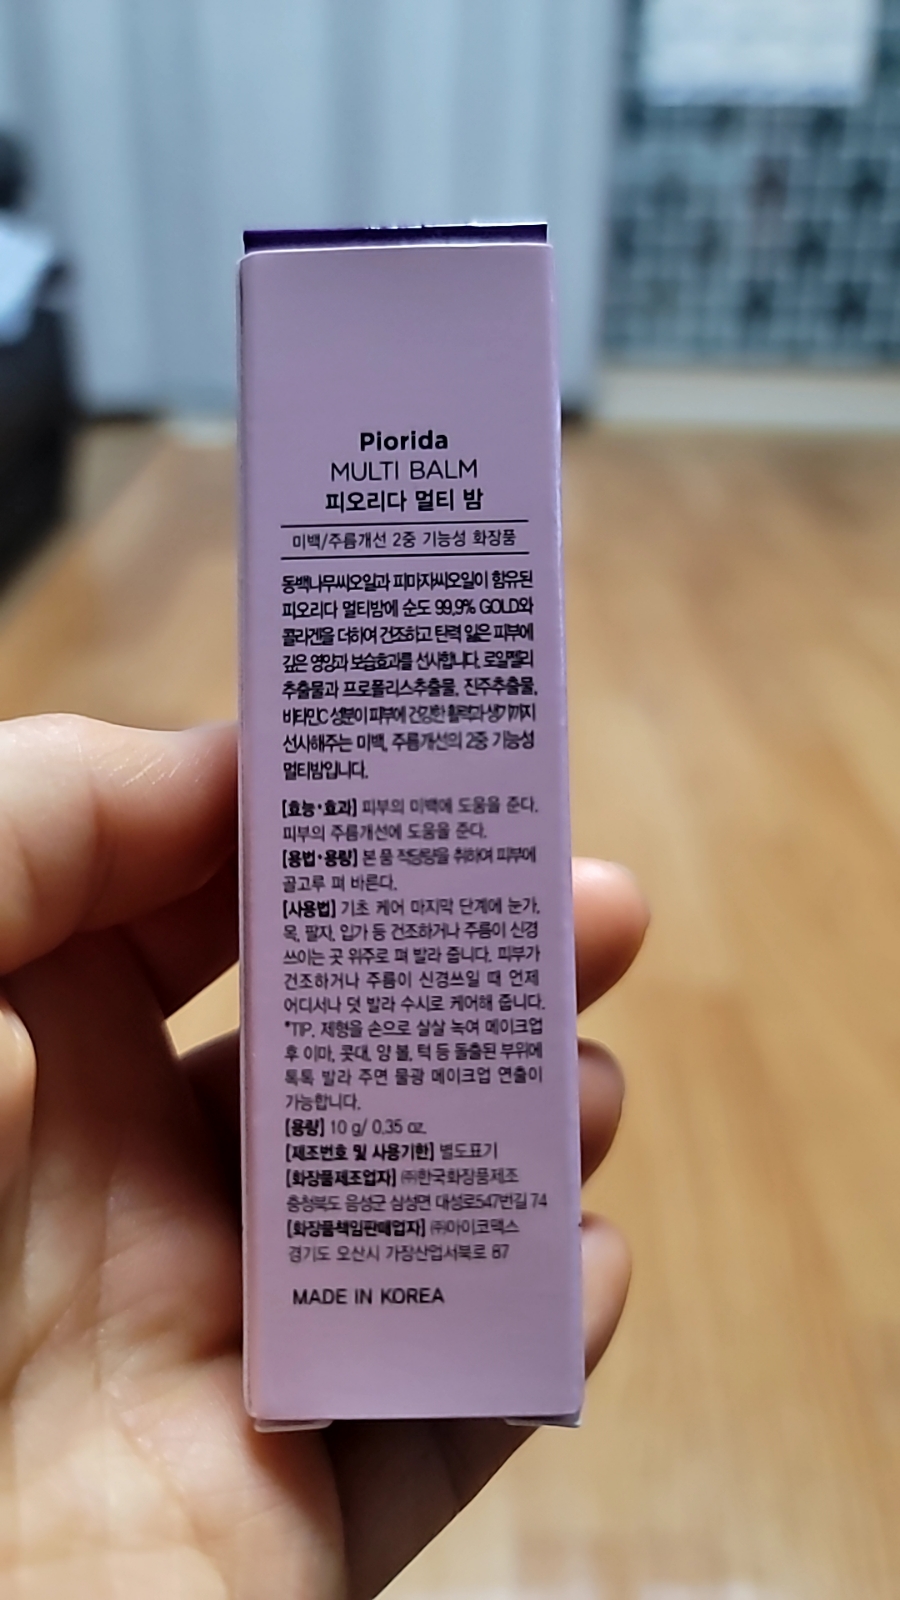 Piorida
MULTI BALM
피오리다 멀티 밤
미백/주름개선 2중 기능성 화장품
동백나무씨오일과 피마자씨오일이 함유된
피오리다 멀티밤에 순도 99.9% GOLD와
콜라겐을 더하여 건조하고 탄력 잃은 피부에
깊은 영양과 보습효과를 선사합니다. 로얄젤리
추출물과 프로폴리스추출물, 진주추출물,
비타민C 성분이 피부에 건강한 활력과 생기까지
선사해주는 미백, 주름개선의 2중 기능성
멀티밤입니다.
[효능·효과] 피부의 미백에 도움을 준다.
피부의 주름개선에 도움을 준다.
[용법·용량] 본 품 적당량을 취하여 피부에
골고루 펴 바른다.
[사용법] 기초 케어 마지막 단계에 눈가,
목, 팔자, 입가 등 건조하거나 주름이 신경
쓰이는 곳 위주로 펴 발라 줍니다. 피부가
건조하거나 주름이 신경쓰일 때 언제
어디서나 덧 발라 수시로 케어해 줍니다.
*TIP. 제형을 손으로 살살 녹여 메이크업
후 이마, 콧대, 양 볼, 턱 등 돌출된 부위에
톡톡 발라 주면 물광 메이크업 연출이
가능합니다.
[용량] 10 g/ 0.35 oz.
[제조번호 및 사용기한] 별도표기
[화장품제조업자] ㈜한국화장품제조
충청북도 음성군 삼성면 대성로547번길 74
[화장품책임판매업자] ㈜아이코맥스
경기도 오산시 가장산업서북로 87
MADE IN KOREA